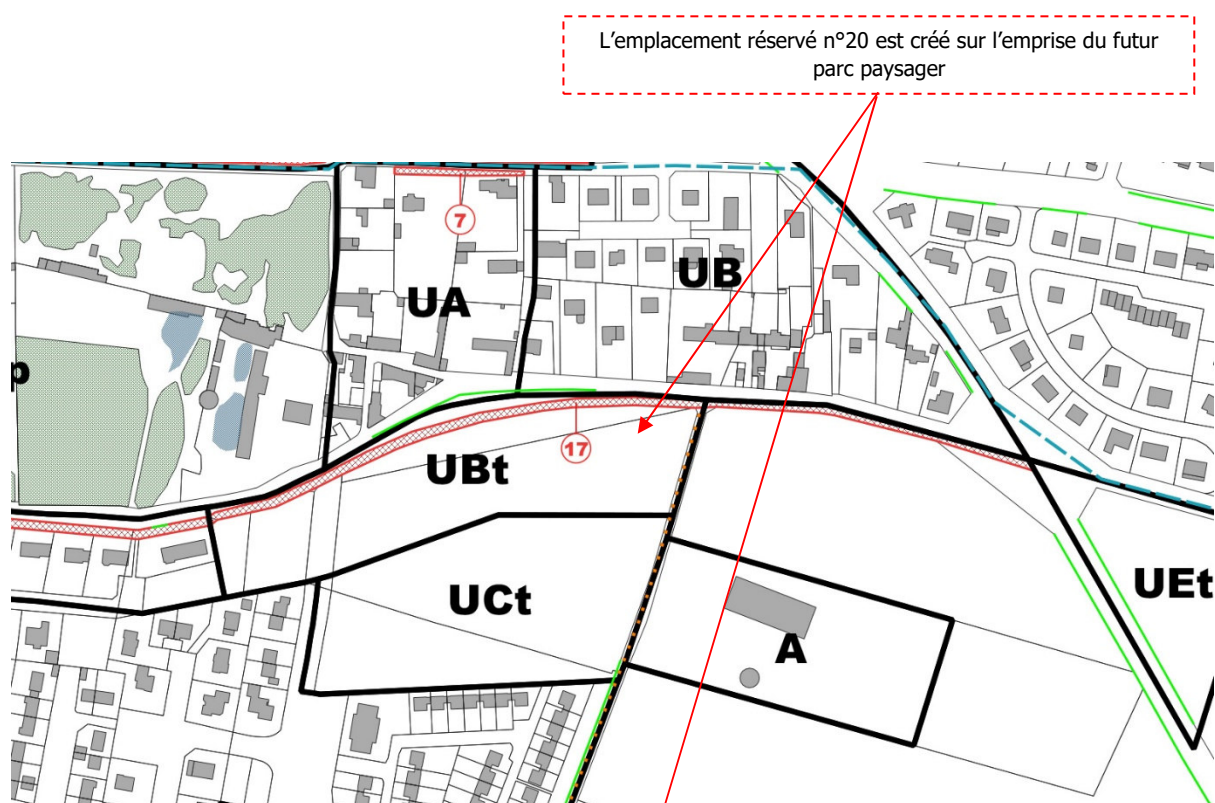 L’emplacement réservé n°20 est créé sur l’emprise du futur
parc paysager
7
UA
UB
p
17
UBt
UCt
UEt
A